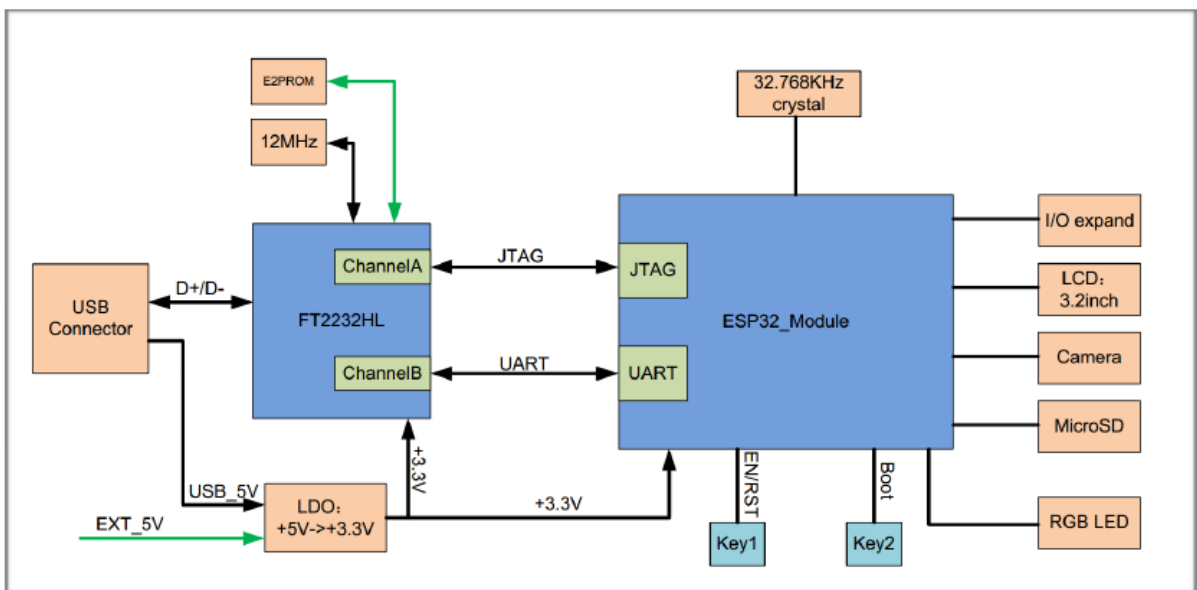 E2PROM
12MHz
32.768KHz
crystal
USB
Connector
D+/D-
FT2232HL
ChannelA
ChannelB
JTAG
UART
JTAG
UART
ESP32_Module
I/O expand
LCD：
3.2inch
Camera
MicroSD
RGB LED
USB_5V
EXT_5V
LDO：
+5V->+3.3V
+3.3V
+3.3V
EN/RST
Boot
Key1
Key2